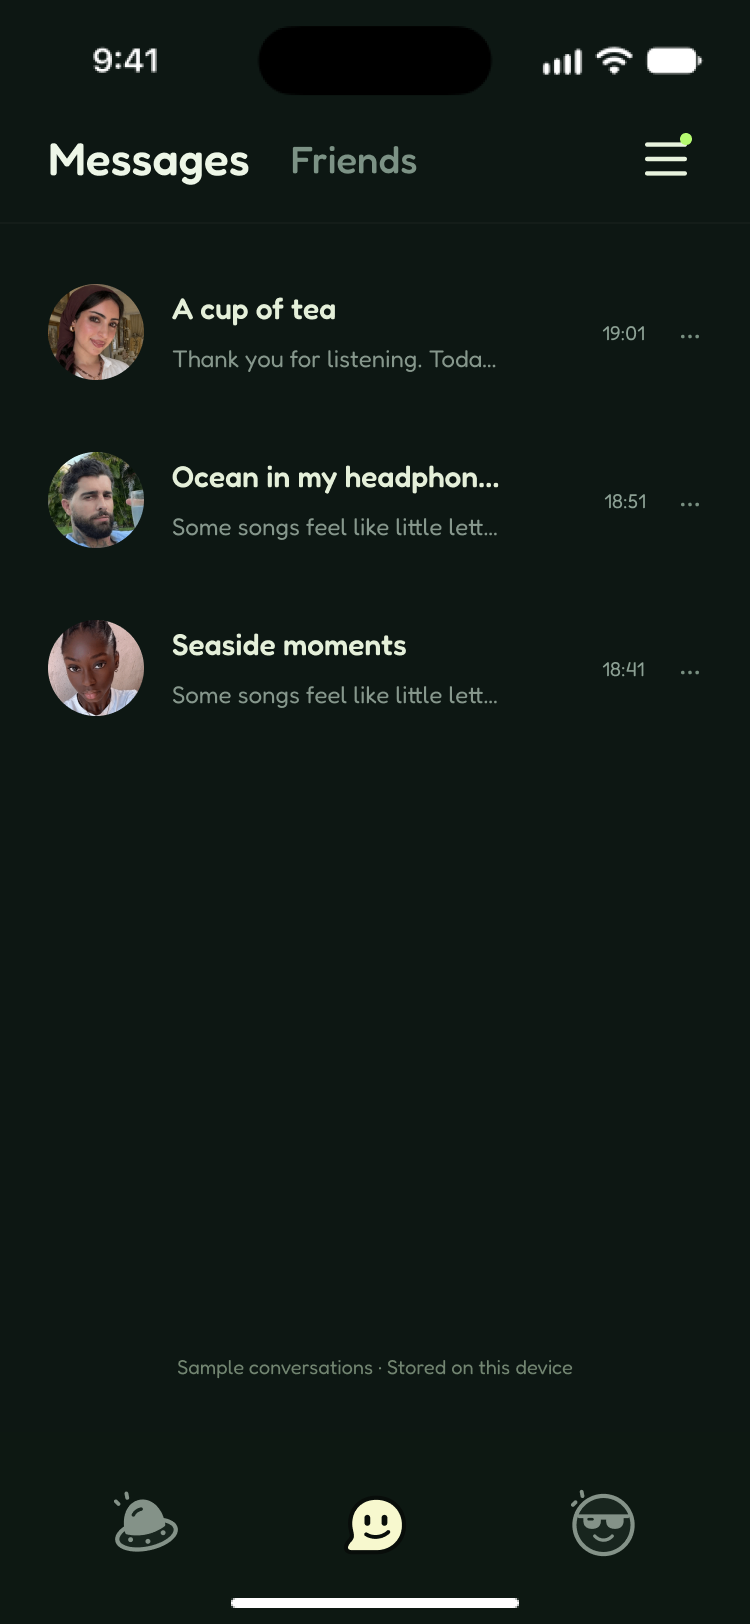 9:41
Messages Friends
A cup of tea
Thank you for listening. Toda...
19:01
Ocean in my headphon...
Some songs feel like little lett...
18:51
Seaside moments
Some songs feel like little lett...
18:41
Sample conversations · Stored on this device